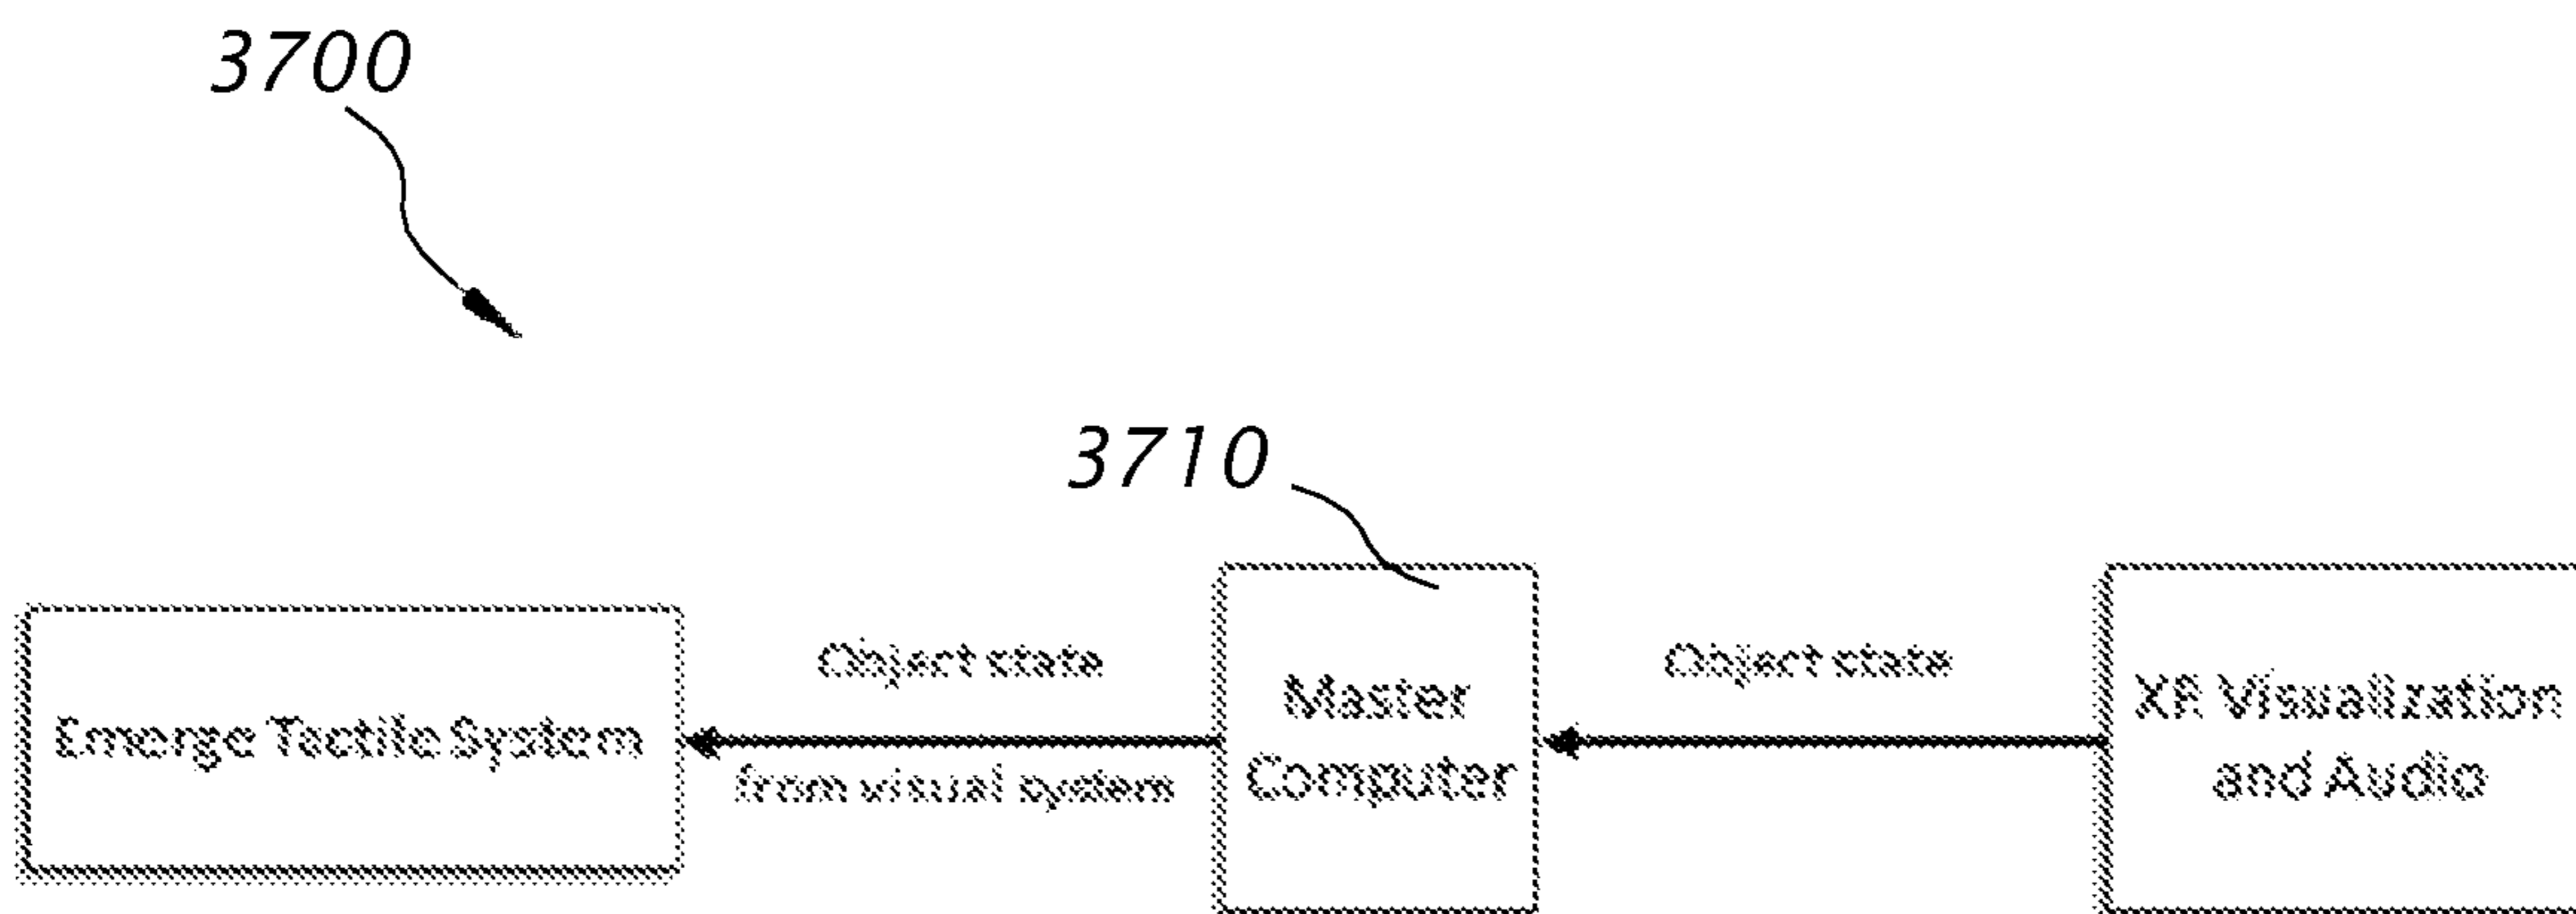 3700
3710
Emerge Tactile System
Object state
from visual system
Master
Computer
Object state
XR Visualization
and Audio